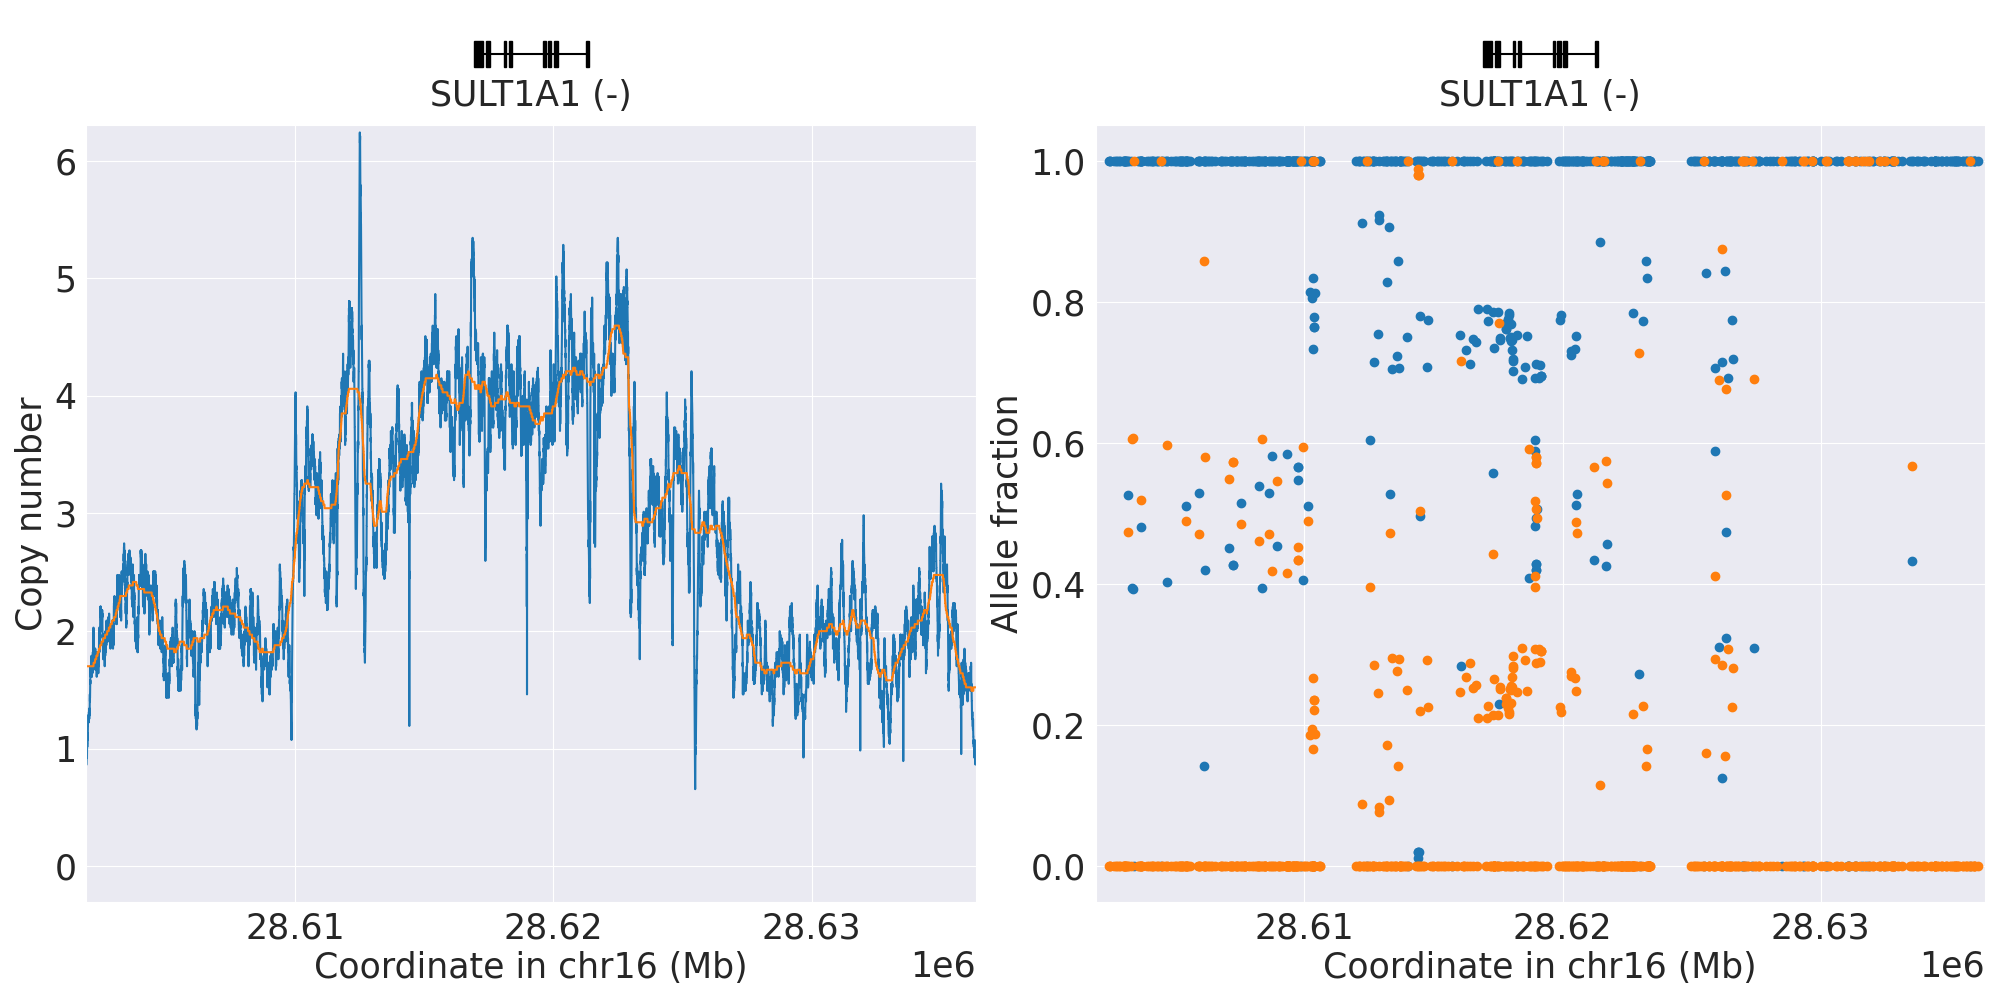 SULT1A1 (-)
Copy number
6
5
4
3
2
1
0
28.61
28.62
28.63
Coordinate in chr16 (Mb)
1e6
SULT1A1 (-)
Allele fraction
1.0
0.8
0.6
0.4
0.2
0.0
28.61
28.62
28.63
Coordinate in chr16 (Mb)
1e6